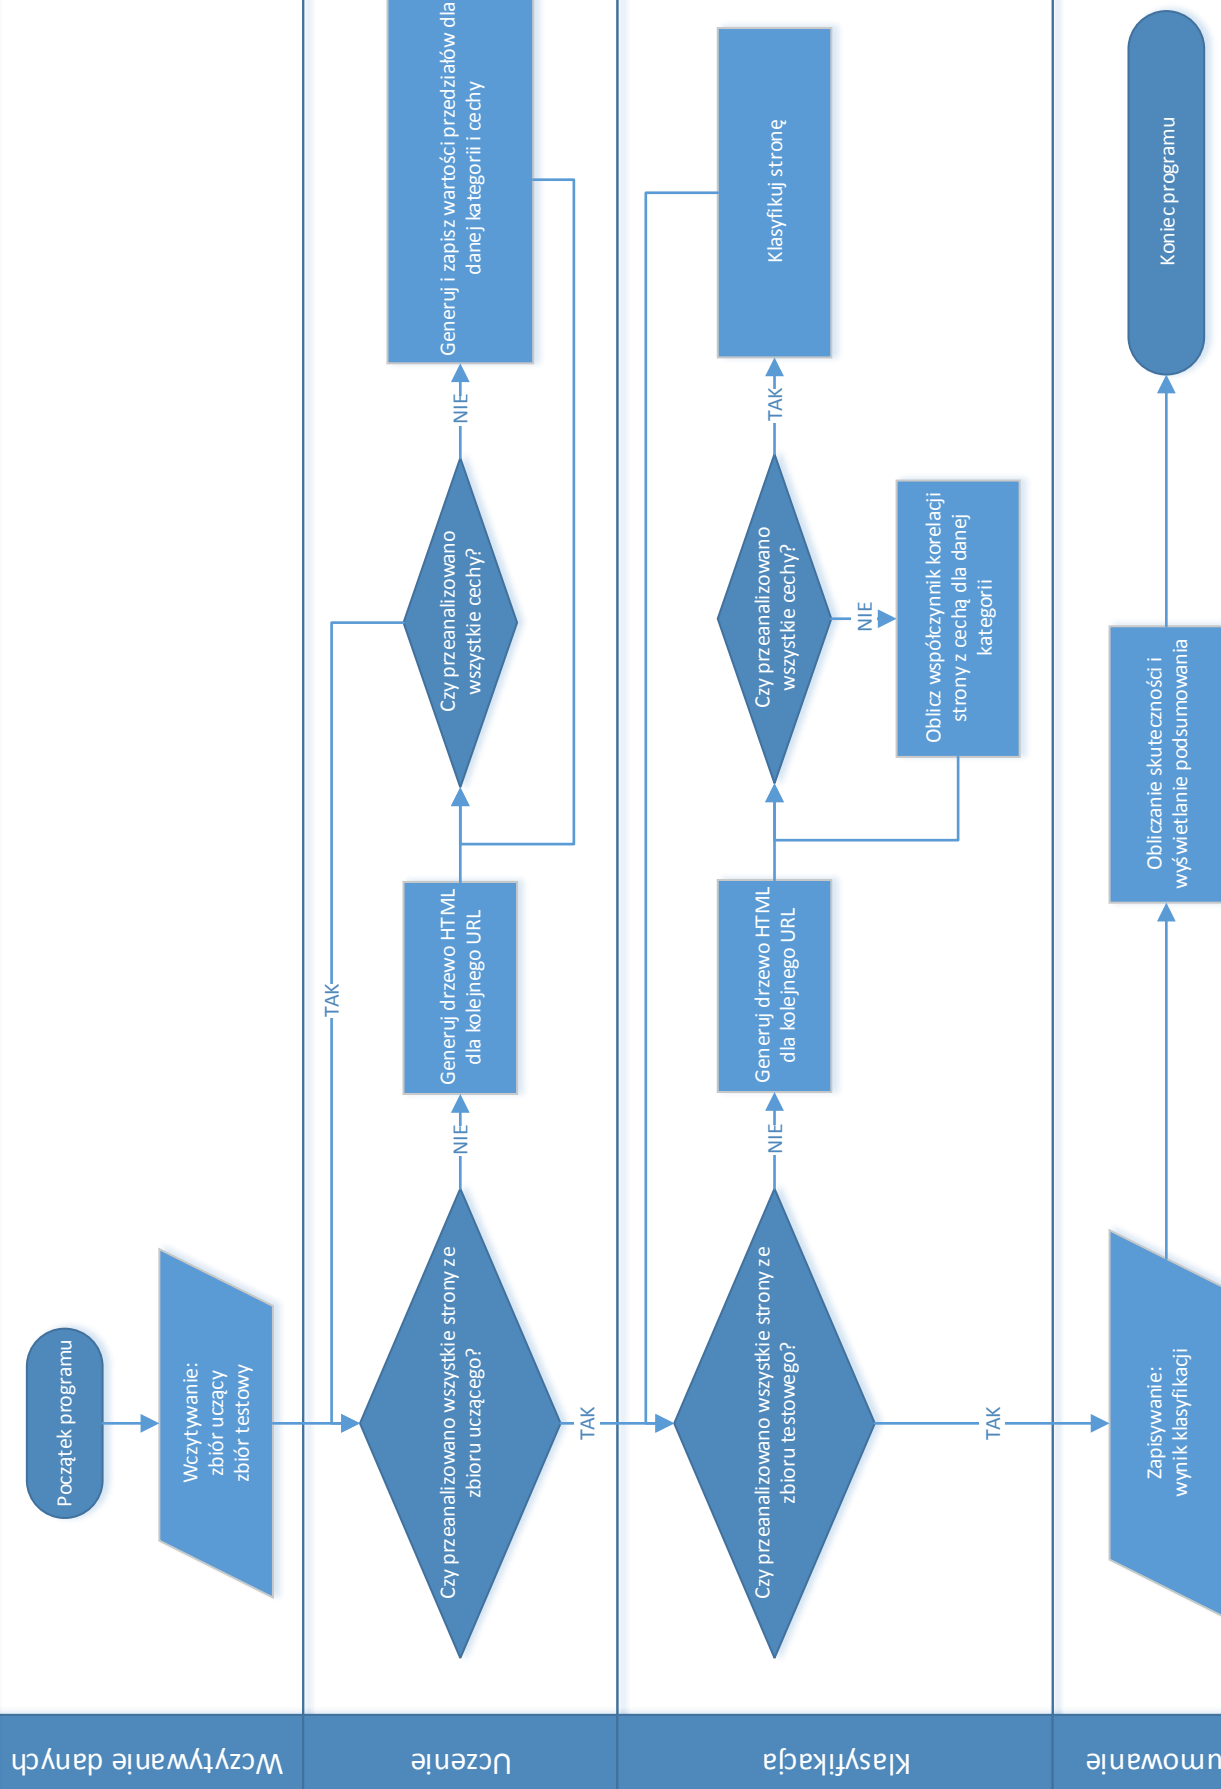 Wczytywanie danych
Początek programu
Wczytywanie:
zbiór uczący
zbiór testowy
Uczenie
Czy przeanalizowano wszystkie strony ze
zbioru uczącego?
NIE
TAK
Generuj drzewo HTML
dla kolejnego URL
Czy przeanalizowano
wszystkie cechy?
TAK
NIE
Generuj i zapisz wartości przedziałów dla
danej kategorii i cechy
Klasyfikacja
Czy przeanalizowano wszystkie strony ze
zbioru testowego?
NIE
TAK
Generuj drzewo HTML
dla kolejnego URL
Czy przeanalizowano
wszystkie cechy?
NIE
TAK
Oblicz współczynnik korelacji
strony z cechą dla danej
kategorii
Klasyfikuj stronę
umowanie
Zapisywanie:
wynik klasyfikacji
Obliczanie skuteczności i
wyświetlanie podsumowania
Koniec programu